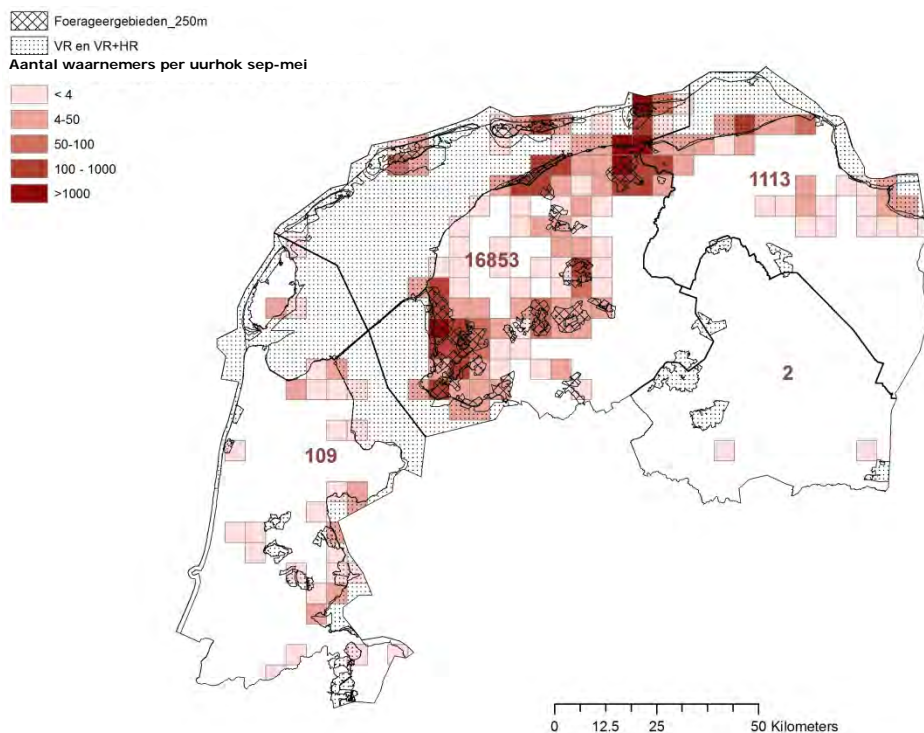 Foerageergebieden_250m
VR en VR+HR
Aantal waarnemers per uurhok sep-mei
< 4
4-50
50-100
100 - 1000
>1000
1113
16853
2
109
0 12.5 25 50 Kilometers